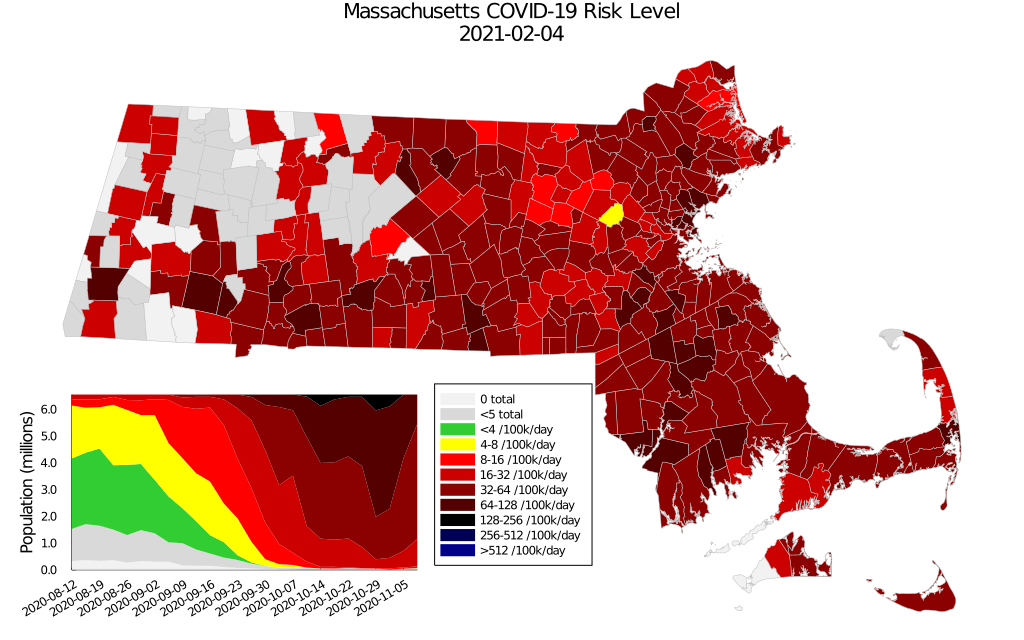 Massachusetts COVID-19 Risk Level
2021-02-04
Population (millions)
6.0
5.0
4.0
3.0
2.0
1.0
0.0
2020-08-12
2020-08-19
2020-08-26
2020-09-02
2020-09-09
2020-09-16
2020-09-23
2020-09-30
2020-10-07
2020-10-14
2020-10-22
2020-10-29
2020-11-05
0 total
<5 total
<4 /100k/day
4-8 /100k/day
8-16 /100k/day
16-32 /100k/day
32-64 /100k/day
64-128 /100k/day
128-256 /100k/day
256-512 /100k/day
>512 /100k/day